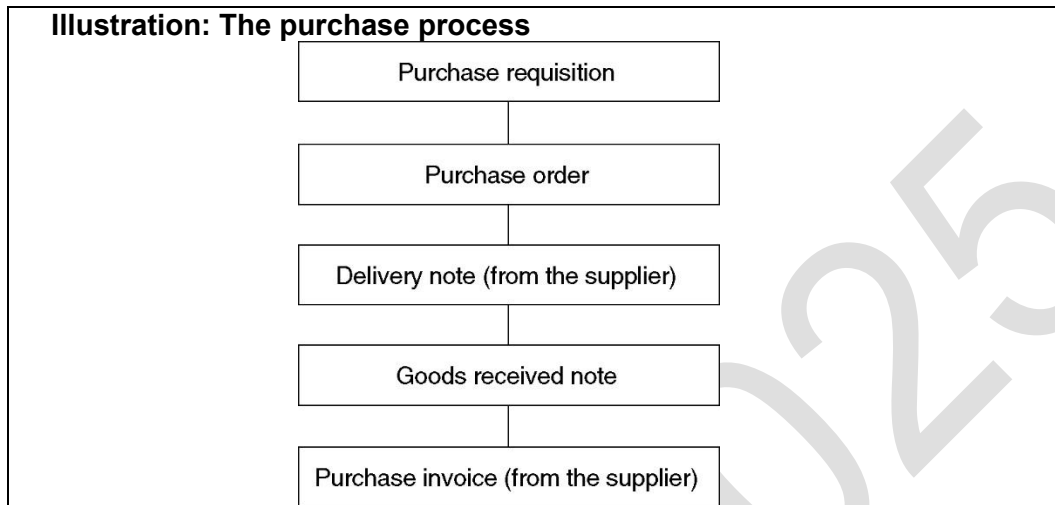 Illustration: The purchase process
Purchase requisition
Purchase order
Delivery note (from the supplier)
Goods received note
Purchase invoice (from the supplier)
025